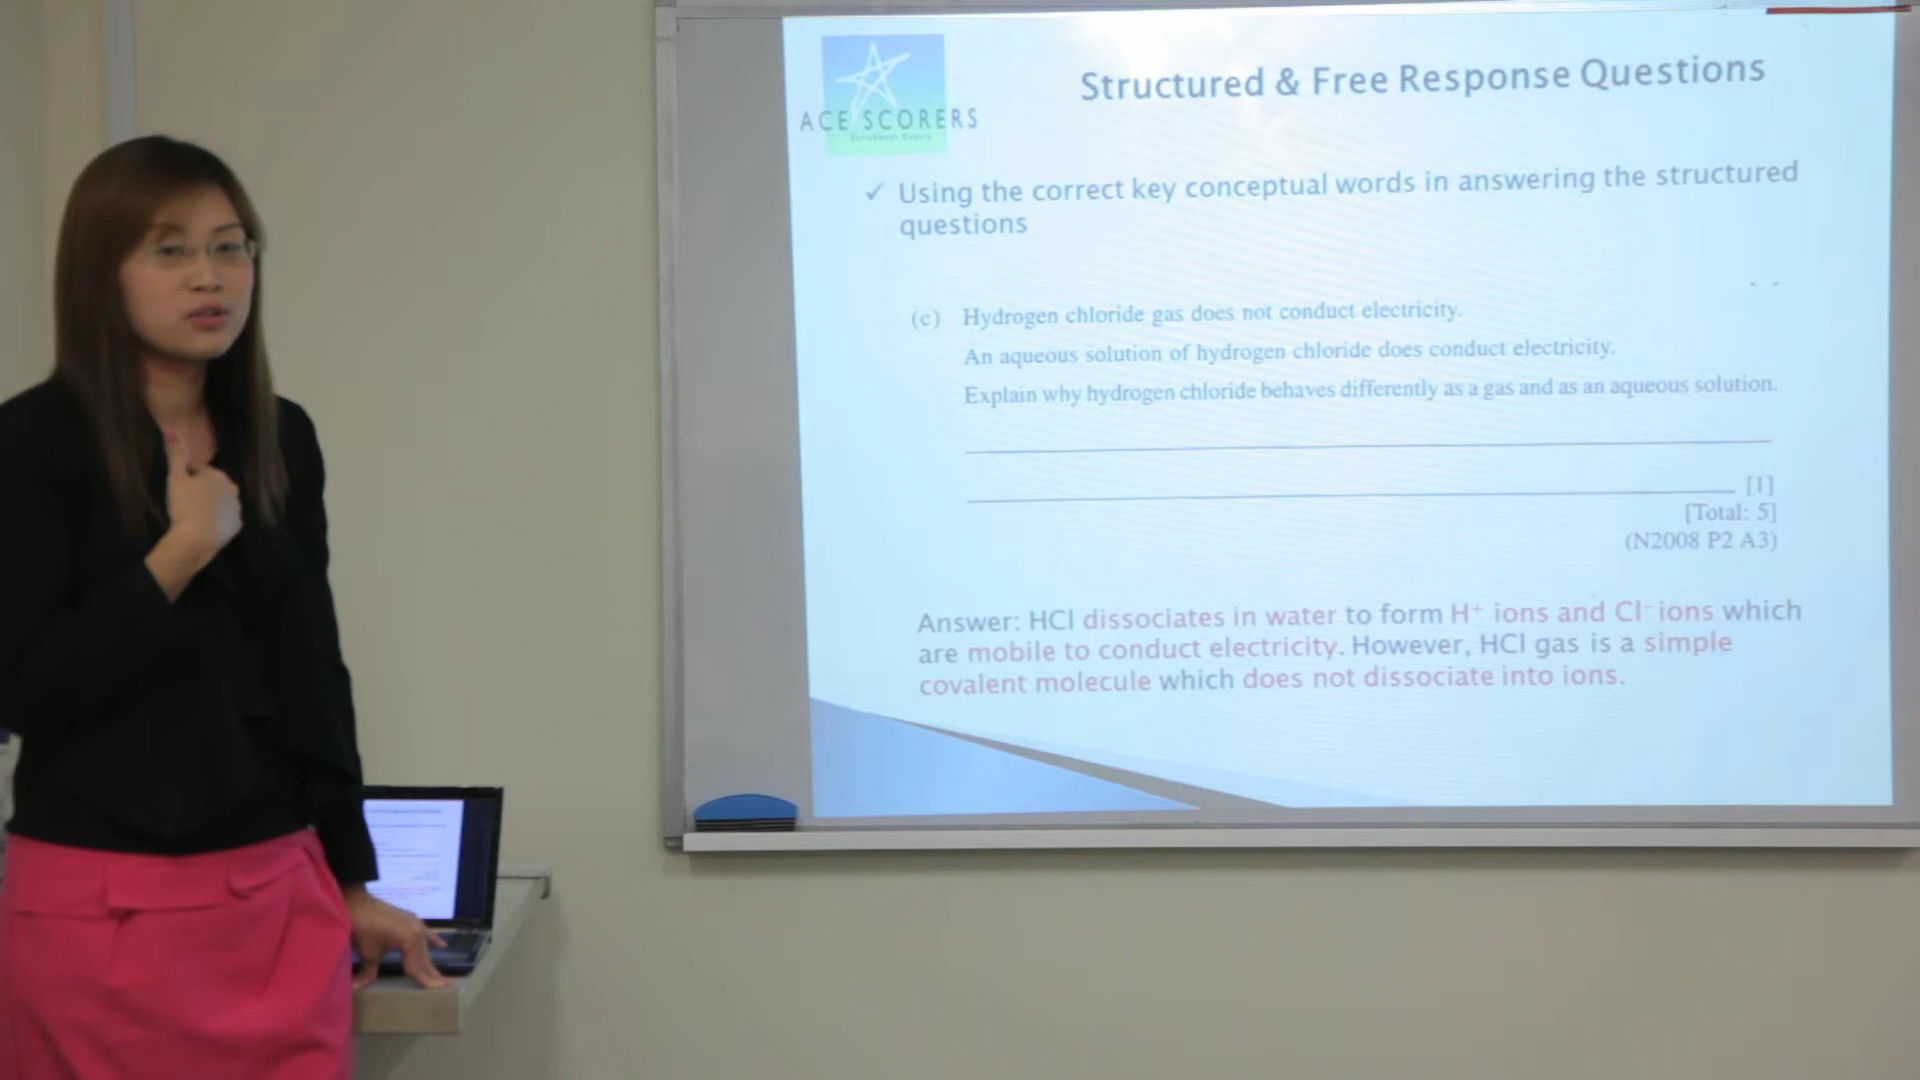 ACE SCORERS
Structured & Free Response Questions
✓ Using the correct key conceptual words in answering the structured
questions
(c) Hydrogen chloride gas does not conduct electricity.
An aqueous solution of hydrogen chloride does conduct electricity.
Explain why hydrogen chloride behaves differently as a gas and as an aqueous solution.
[1]
[Total: 5]
(N2008 P2 A3)
Answer: HCl dissociates in water to form H⁺ ions and Cl⁻ ions which
are mobile to conduct electricity. However, HCl gas is a simple
covalent molecule which does not dissociate into ions.